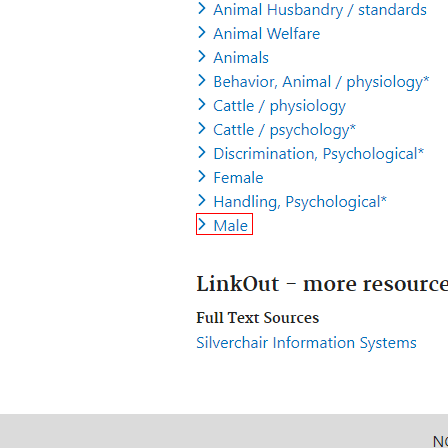 Animal Husbandry / standards
Animal Welfare
Animals
Behavior, Animal / physiology*
Cattle / physiology
Cattle / psychology*
Discrimination, Psychological*
Female
Handling, Psychological*
Male
LinkOut - more resource
Full Text Sources
Silverchair Information Systems